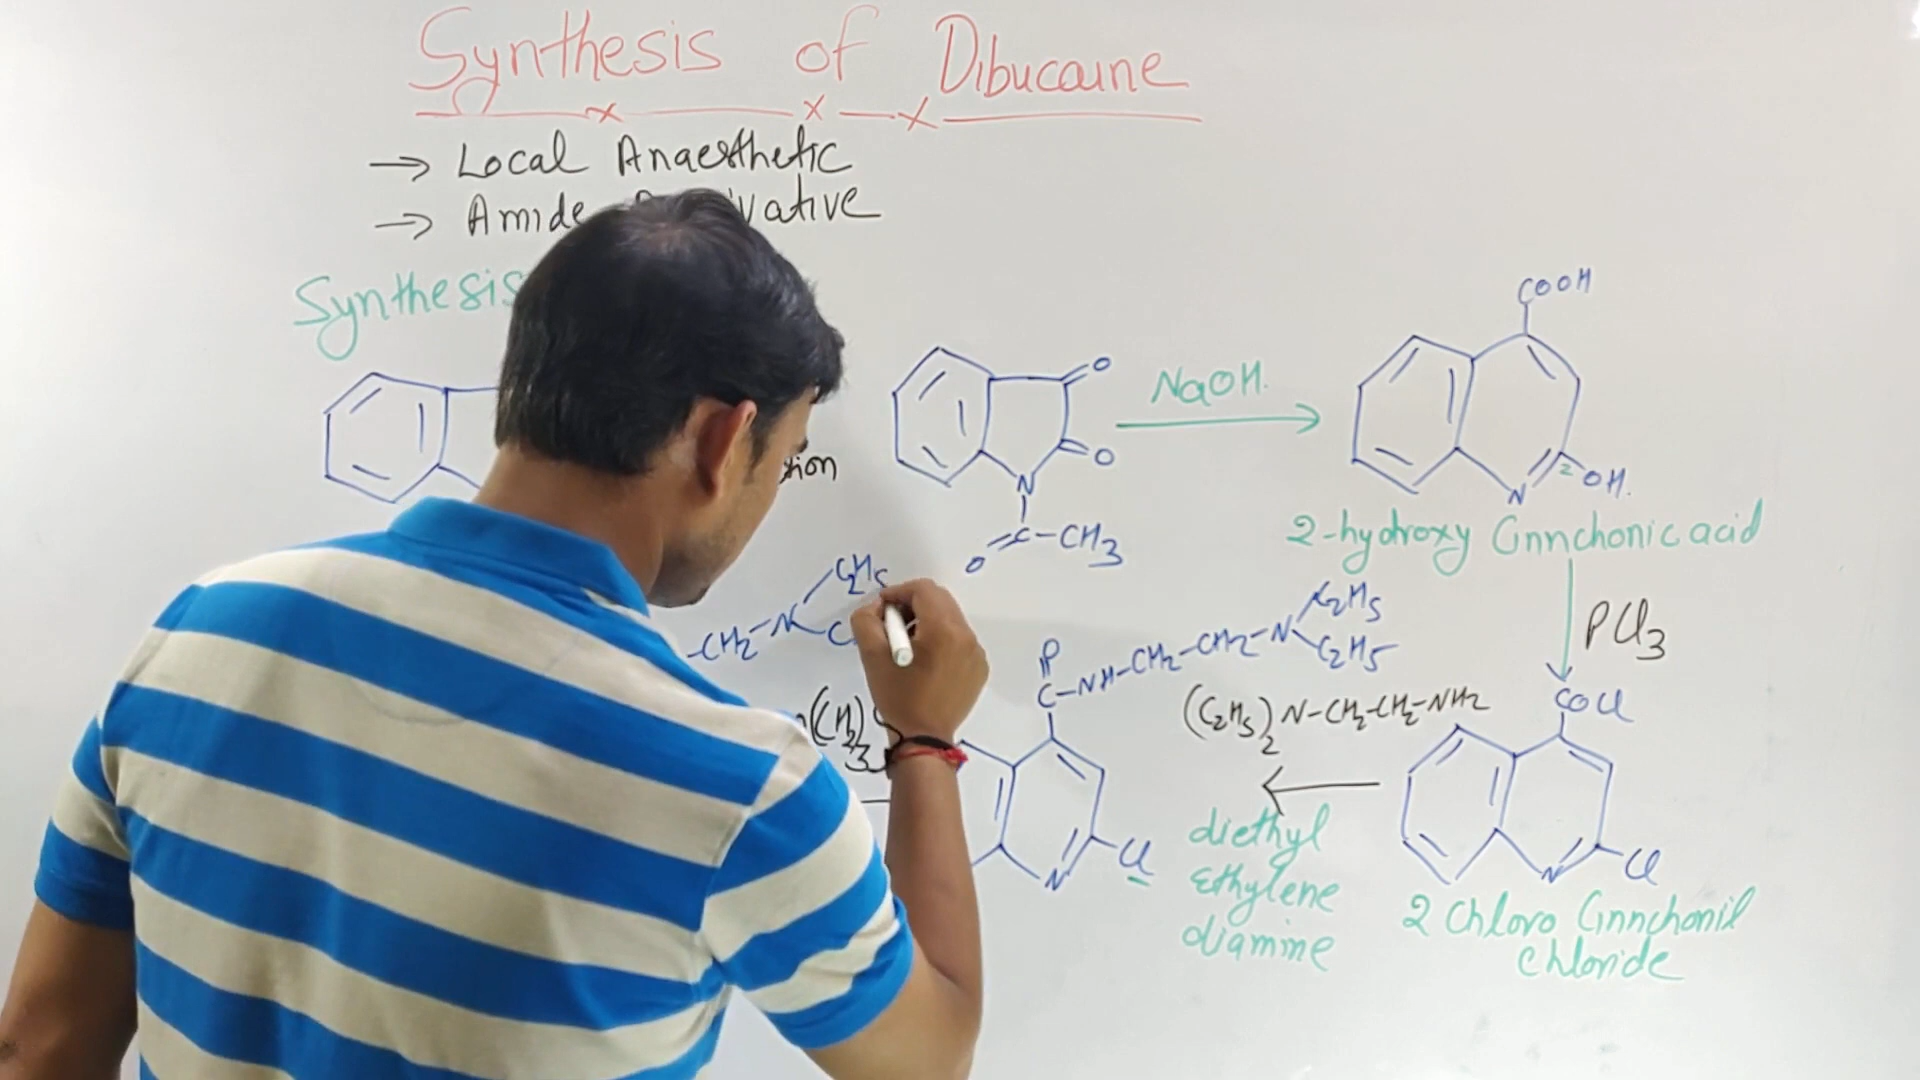 Synthesis of Dibucaine
→ Local Anaesthetic
→ Amide
Synthesis
COOH
O
NaOH.
O
N
C-CH3
O
N
2
OH.
2-hydroxy Cinnchonic acid
PCl3
C2H5
-CH2-N
C2H5
C2H5
O
C-NH-CH2-CH2-N
(C2H5)2N-CH2-CH2-NH2
COCl
Cl
N
diethyl
Ethylene
diamine
N
Cl
2 Chloro Cinnchonil
Chloride